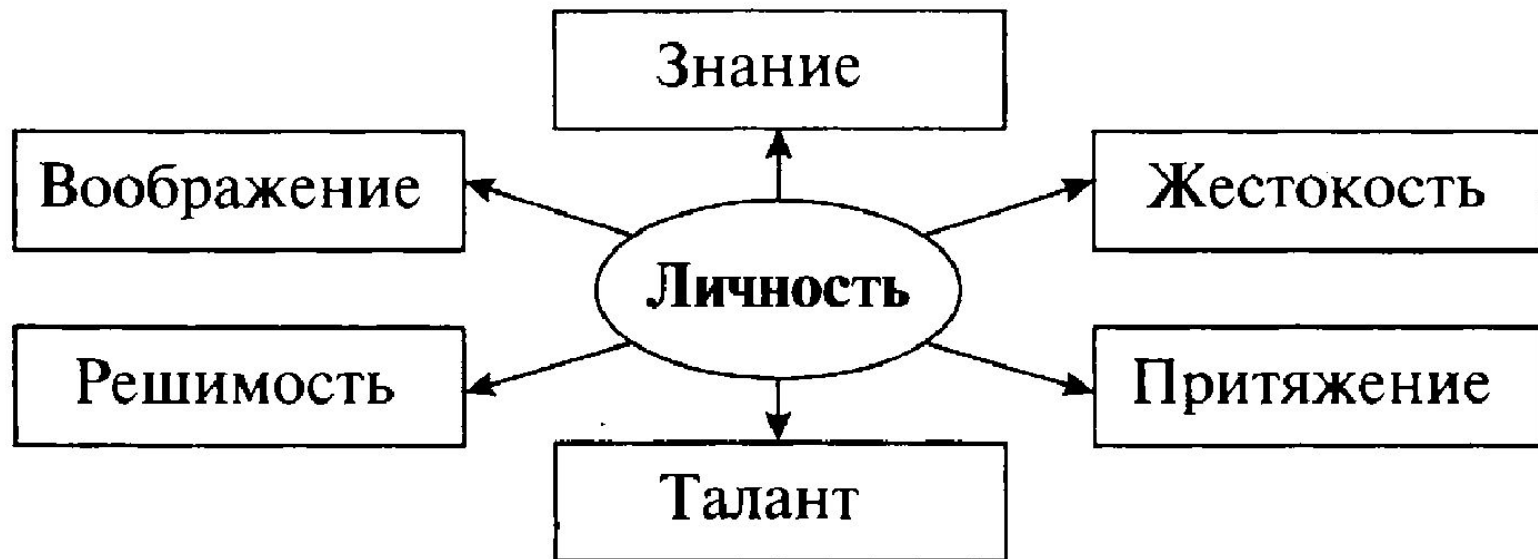 Знание
Воображение
Жестокость
Личность
Решимость
Притяжение
Талант